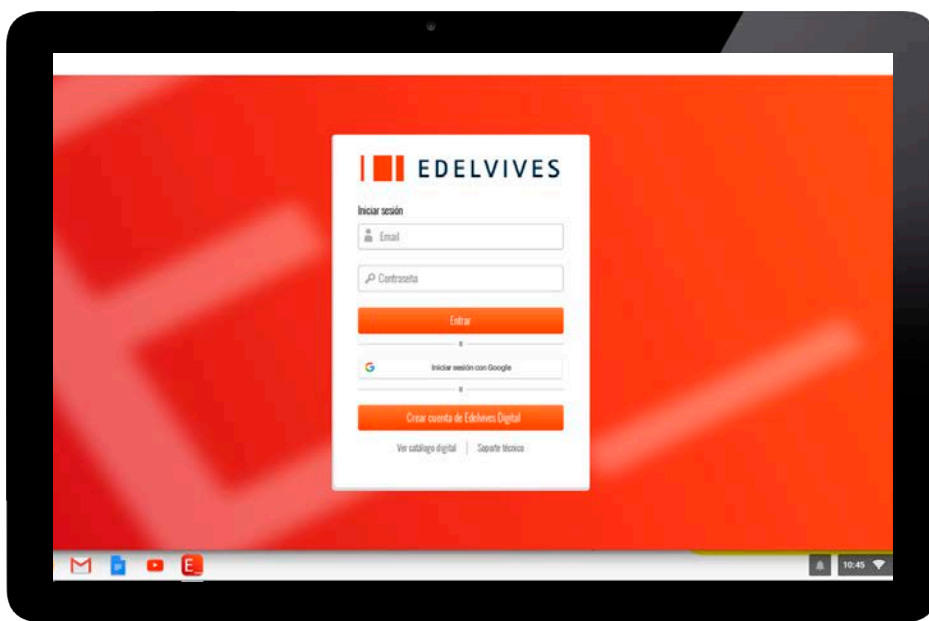 EDELVIVES
Iniciar sesión
Email
Contraseña
Entrar
o
Iniciar sesión con Google
o
Crear cuenta de Edelvives Digital
Ver catálogo digital | Soporte técnico
E_
10:45